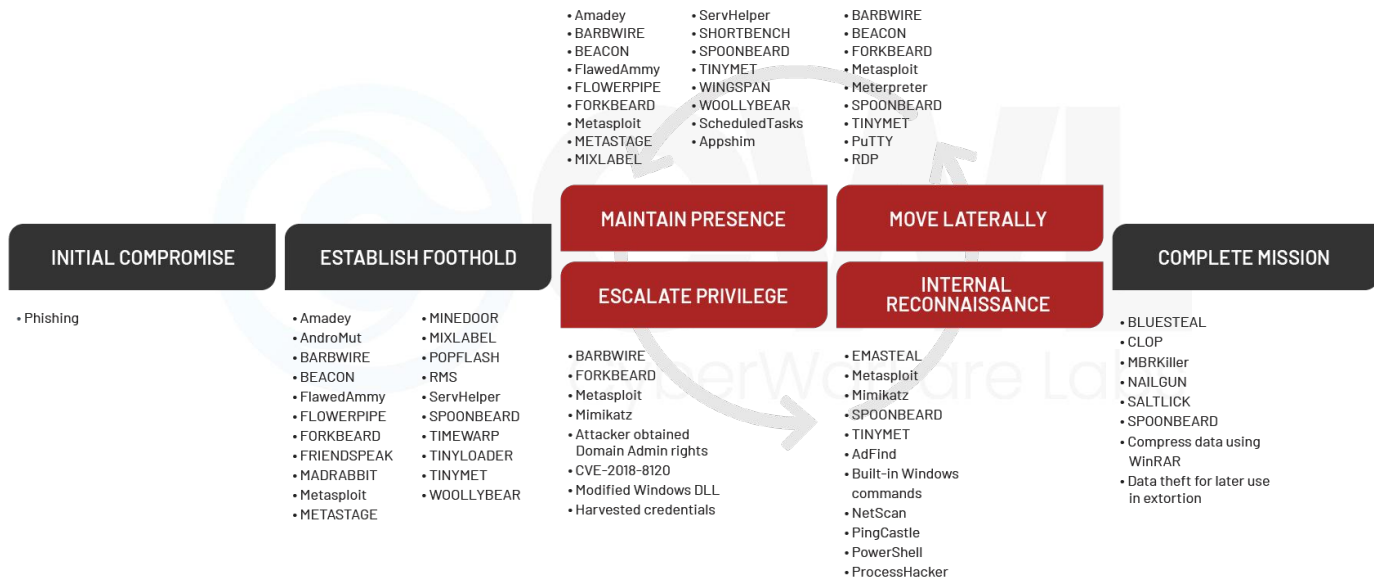 • Amadey
• BARBWIRE
• BEACON
• FlawedAmmy
• FLOWERPIPE
• FORKBEARD
• Metasploit
• METASTAGE
• MIXLABEL
• ServHelper
• SHORTBENCH
• SPOONBEARD
• TINYMET
• WINGSPAN
• WOOLLYBEAR
• ScheduledTasks
• Appshim
• BARBWIRE
• BEACON
• FORKBEARD
• Metasploit
• Meterpreter
• SPOONBEARD
• TINYMET
• PuTTY
• RDP
MAINTAIN PRESENCE
MOVE LATERALLY
INITIAL COMPROMISE
ESTABLISH FOOTHOLD
ESCALATE PRIVILEGE
INTERNAL
RECONNAISSANCE
COMPLETE MISSION
• Phishing
• Amadey
• AndroMut
• BARBWIRE
• BEACON
• FlawedAmmy
• FLOWERPIPE
• FORKBEARD
• FRIENDSPEAK
• MADRABBIT
• Metasploit
• METASTAGE
• MINEDOOR
• MIXLABEL
• POPFLASH
• RMS
• ServHelper
• SPOONBEARD
• TIMEWARP
• TINYLOADER
• TINYMET
• WOOLLYBEAR
• BARBWIRE
• FORKBEARD
• Metasploit
• Mimikatz
• Attacker obtained
Domain Admin rights
• CVE-2018-8120
• Modified Windows DLL
• Harvested credentials
• EMASTEAL
• Metasploit
• Mimikatz
• SPOONBEARD
• TINYMET
• AdFind
• Built-in Windows
commands
• NetScan
• PingCastle
• PowerShell
• ProcessHacker
• BLUESTEAL
• CLOP
• MBRKiller
• NAILGUN
• SALTLICK
• SPOONBEARD
• Compress data using
WinRAR
• Data theft for later use
in extortion